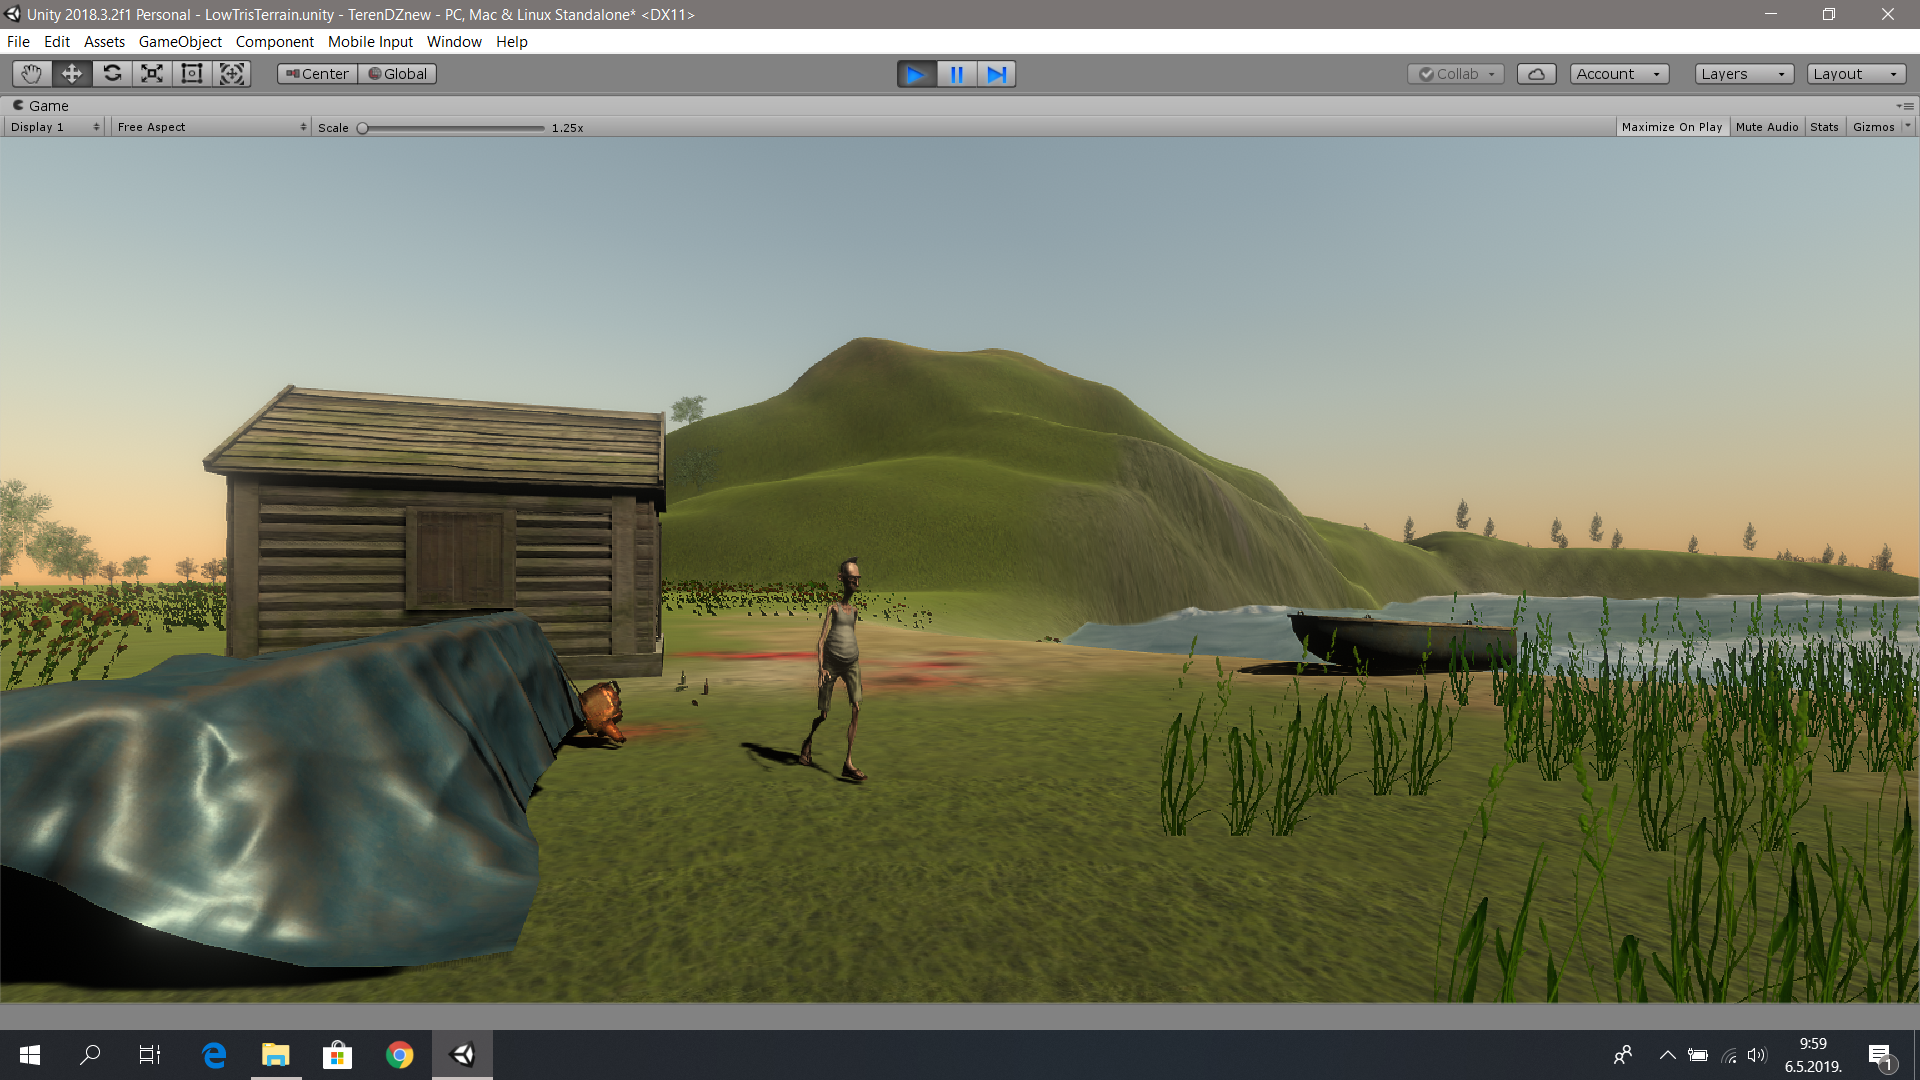 Unity 2018.3.2f1 Personal - LowTrisTerrain.unity - TerenDZnew - PC, Mac & Linux Standalone* <DX11>
File Edit Assets GameObject Component Mobile Input Window Help
Center Global Collab Account Layers Layout
Game
Display 1 Free Aspect Scale 1.25x Maximize On Play Mute Audio Stats Gizmos
9:59
6.5.2019.
1